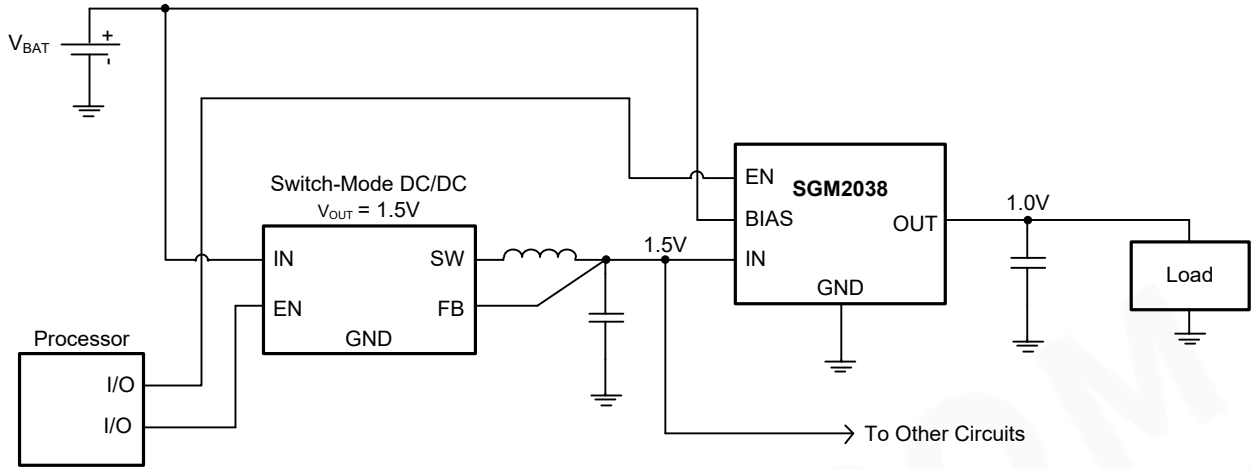 VBAT
+
-
Switch-Mode DC/DC
VOUT = 1.5V
IN
SW
EN
FB
GND
Processor
I/O
I/O
1.5V
EN
SGM2038
BIAS
OUT
IN
GND
1.0V
Load
To Other Circuits